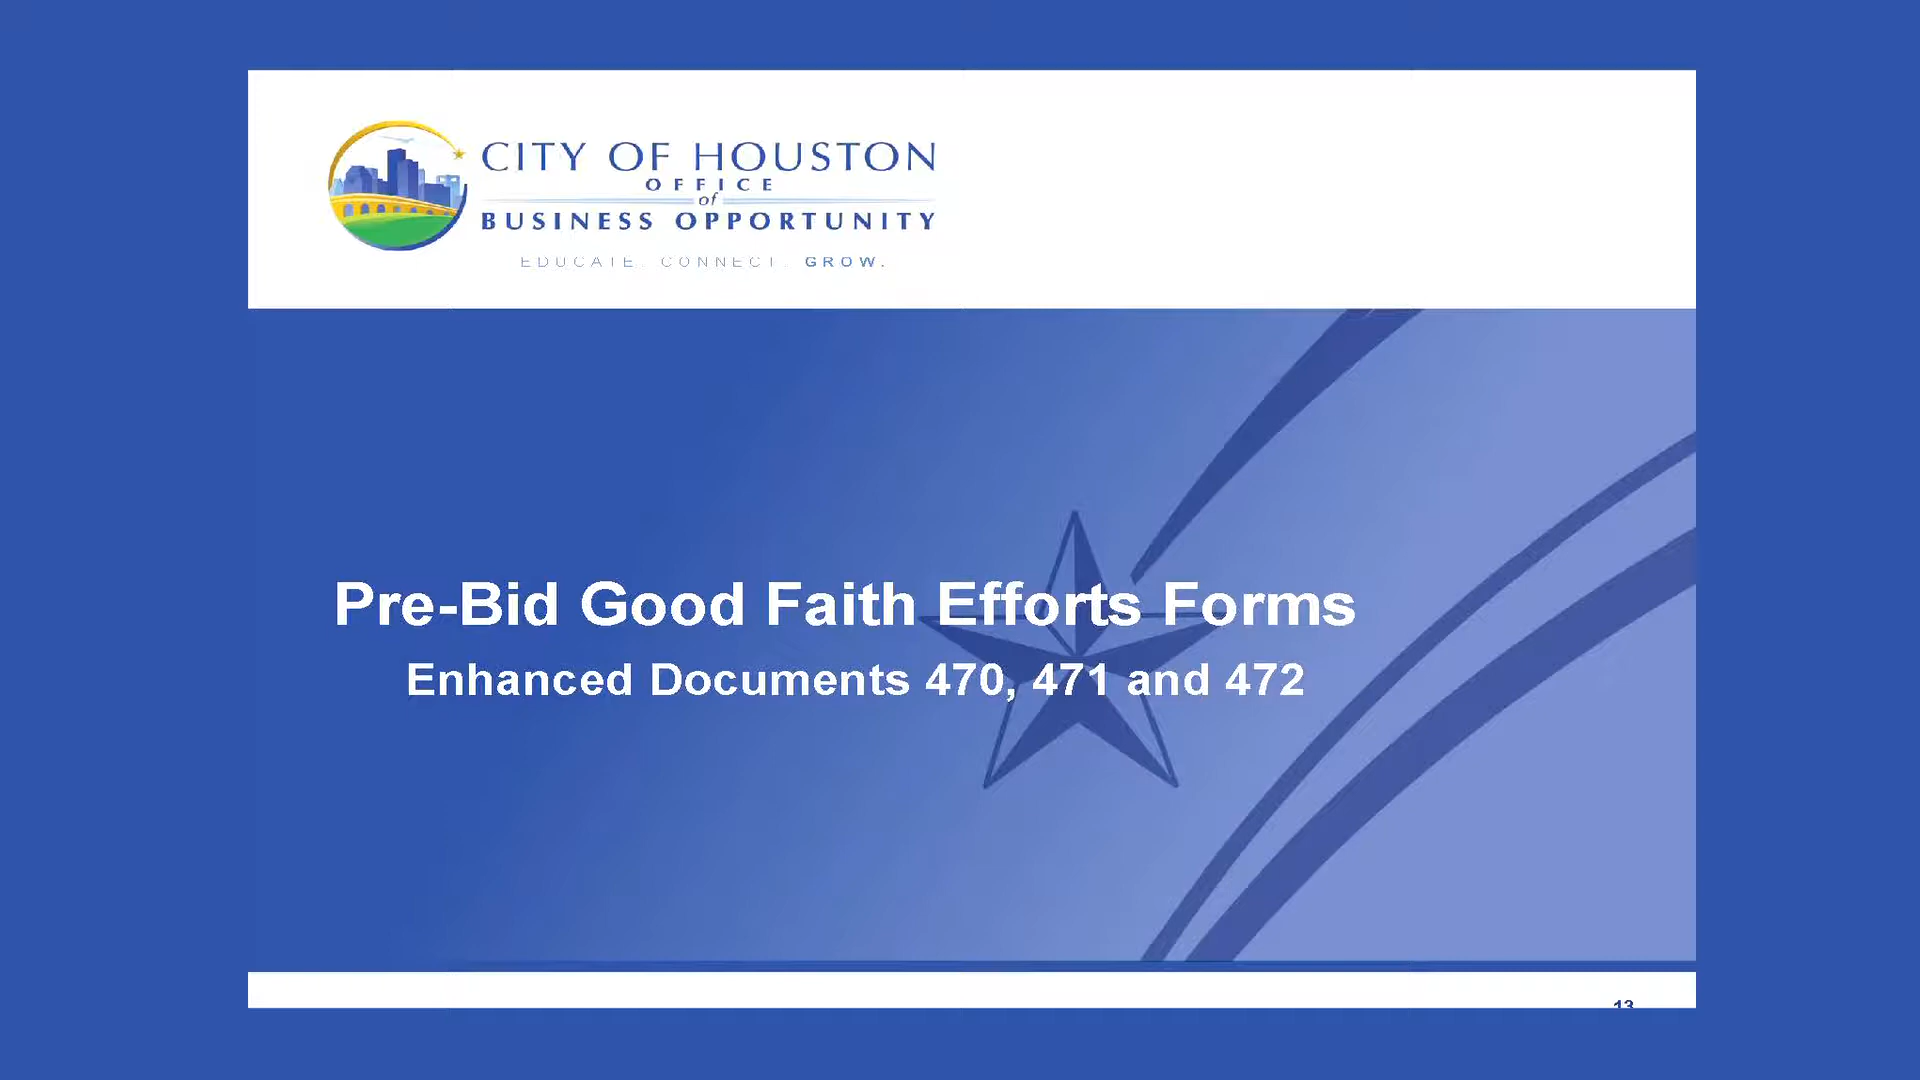 CITY OF HOUSTON
OFFICE
of
BUSINESS OPPORTUNITY
EDUCATE. CONNECT. GROW.
Pre-Bid Good Faith Efforts Forms
Enhanced Documents 470, 471 and 472
13